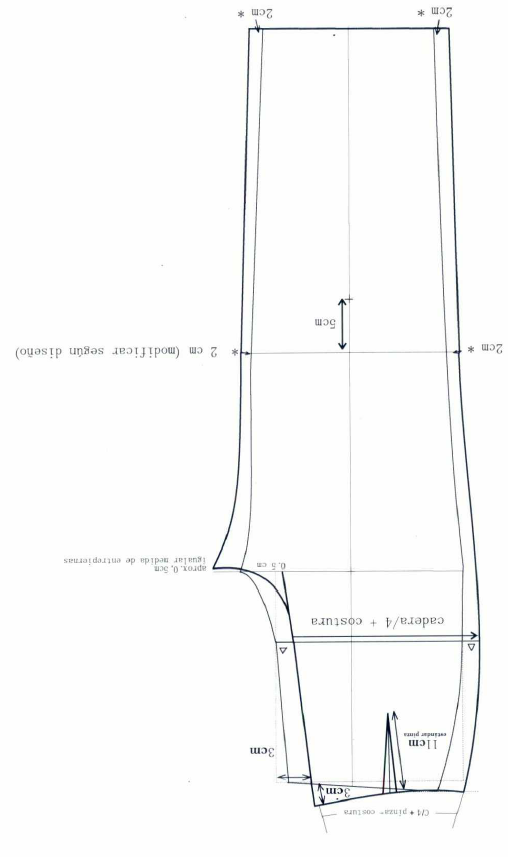 C/4 + pinza" costura
3cm
3cm
11cm
estándar pinza
cadera/4 + costura
0.5 cm
aprox. 0,5cm
igualar medida de entrepiernas
2cm *
* 2 cm (modificar según diseño)
5cm
2cm *
2cm *